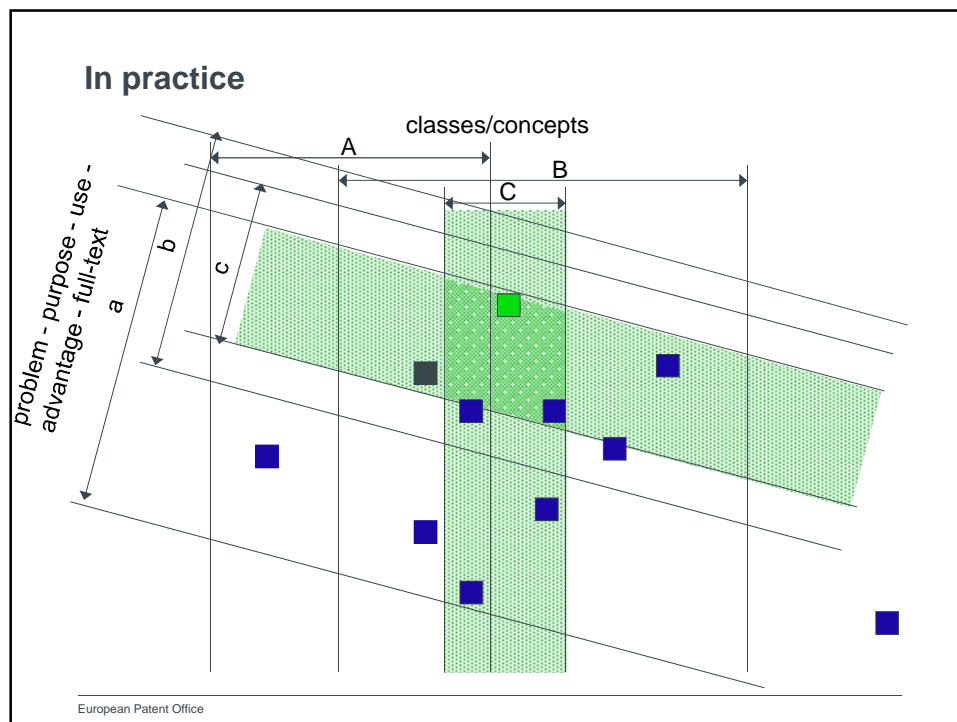 In practice
classes/concepts
A
B
C
problem - purpose - use -
advantage - full-text
a
b
c
European Patent Office